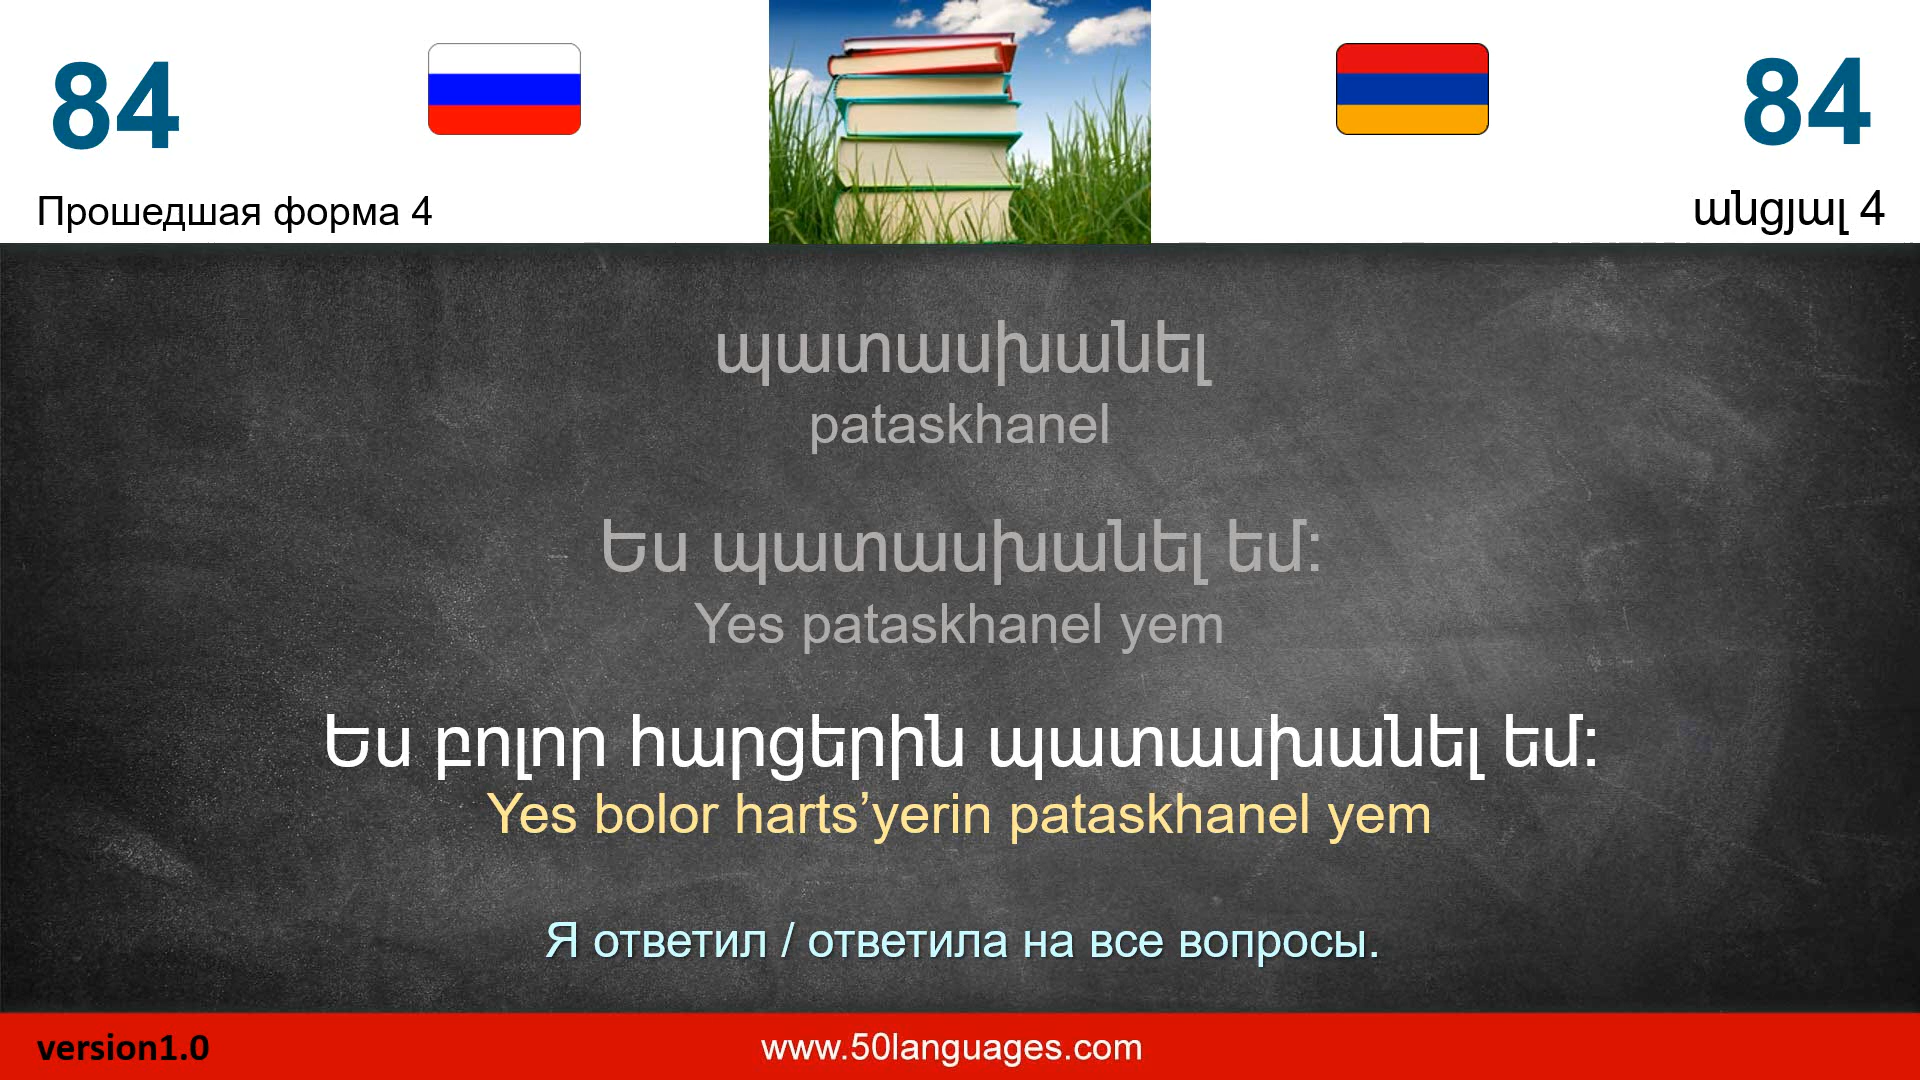 84
84
Прошедшая форма 4
անցյալ 4
պատասխանել
pataskhanel
Ես պատասխանել եմ:
Yes pataskhanel yem
Ես բոլոր հարցերին պատասխանել եմ:
Yes bolor harts’yerin pataskhanel yem
Я ответил / ответила на все вопросы.
version1.0
www.50languages.com